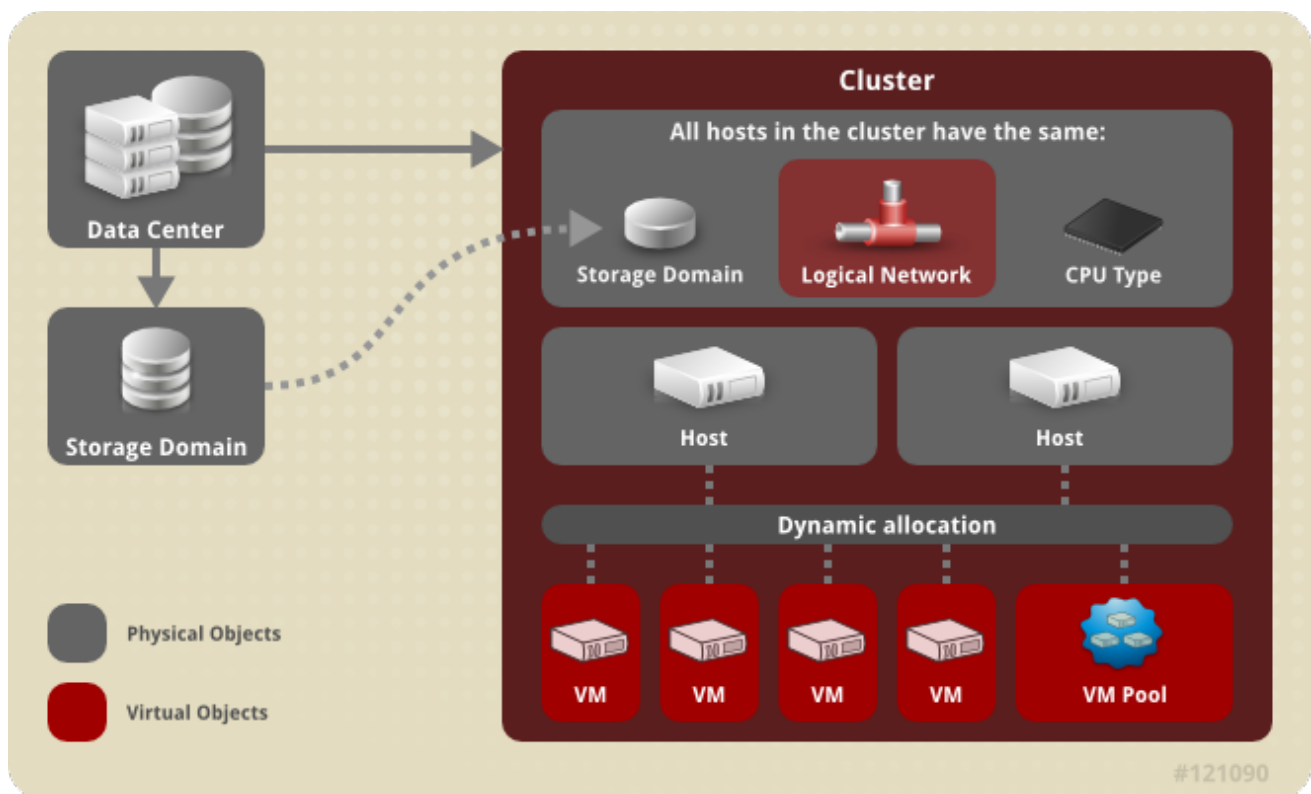 Cluster
All hosts in the cluster have the same:
Data Center
Storage Domain
Logical Network
CPU Type
Storage Domain
Host
Host
Dynamic allocation
Physical Objects
Virtual Objects
VM
VM
VM
VM
VM Pool
#121090